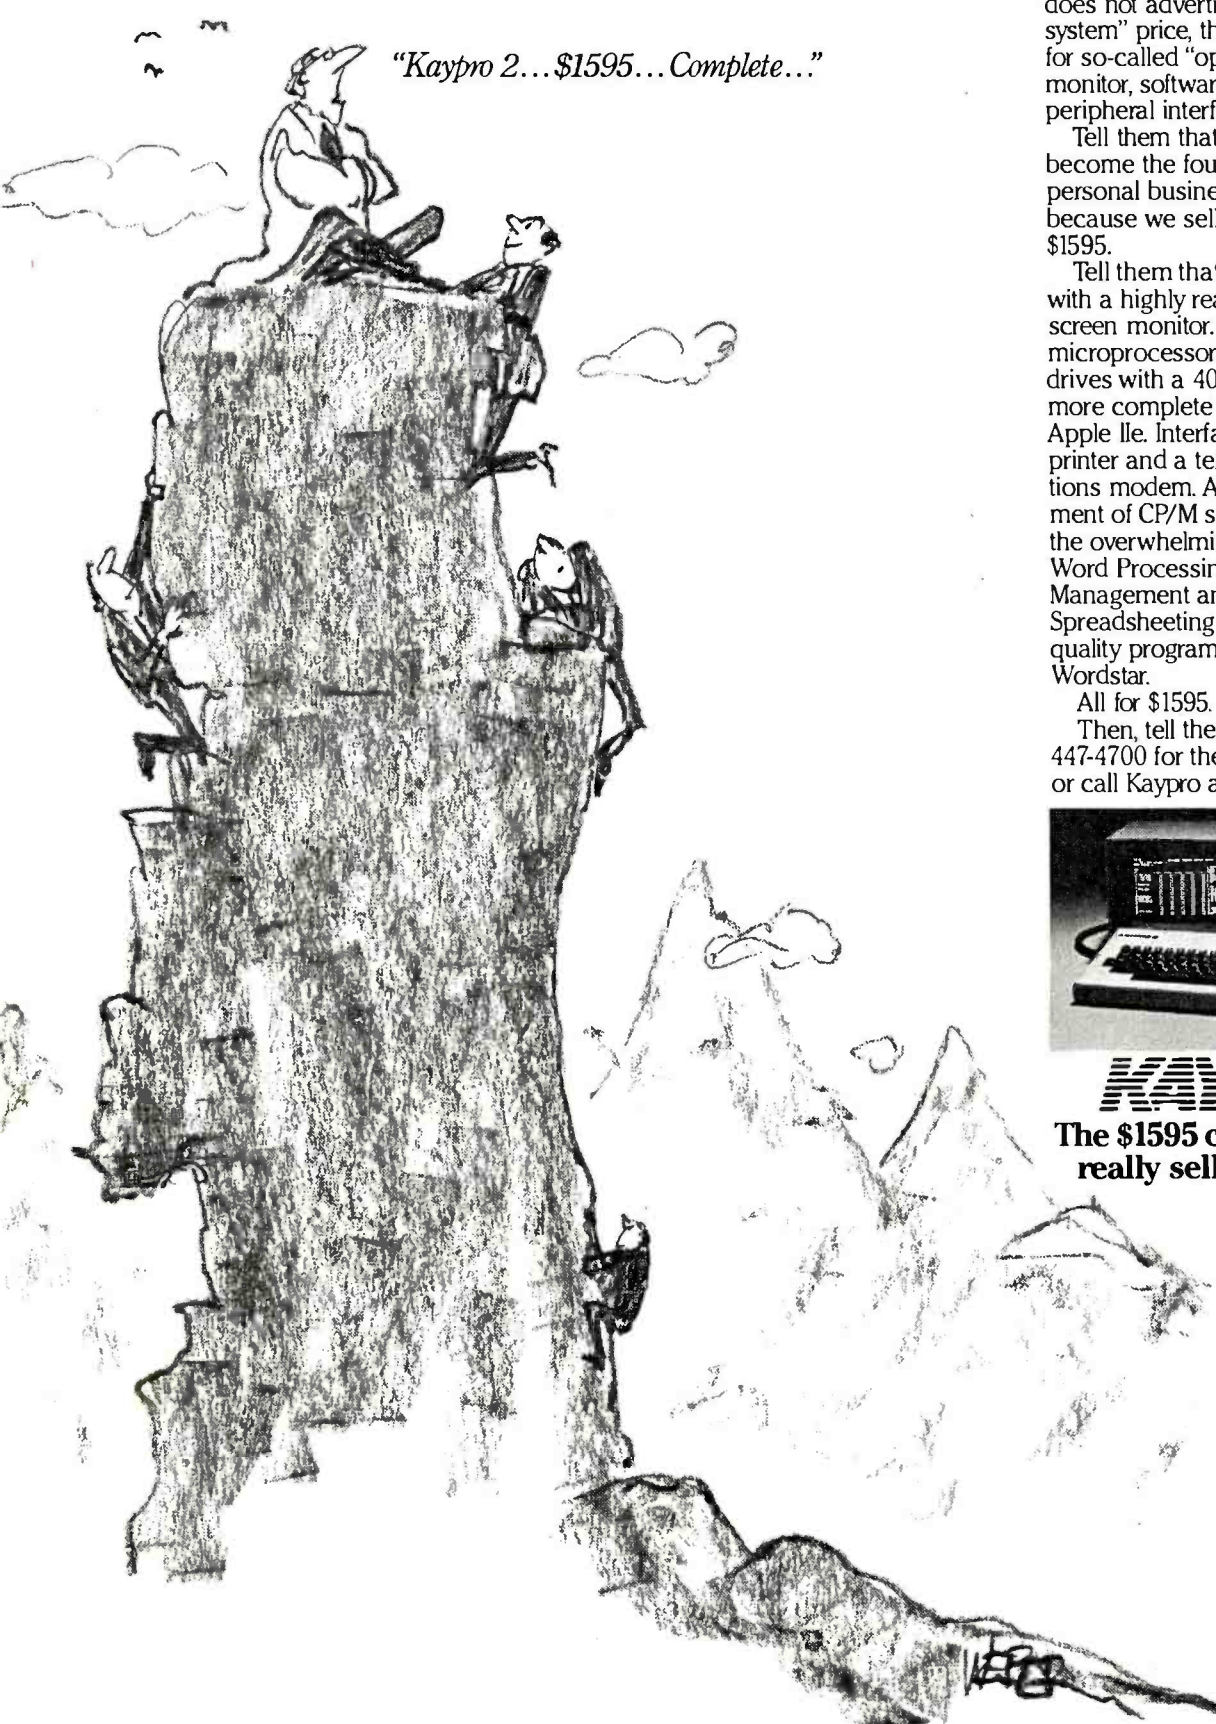 "Kaypro 2...$1595...Complete..."
does not adverti
system" price, th
for so-called "op
monitor, softwar
peripheral interf
Tell them that
become the fou
personal busine
because we sell
$1595.
Tell them that
with a highly rea
screen monitor.
microprocessor
drives with a 40
more complete
Apple IIe. Interfa
printer and a te
tions modem. A
ment of CP/M s
the overwhelmi
Word Processin
Management an
Spreadsheeting
quality program
Wordstar.
All for $1595.
Then, tell the
447-4700 for the
or call Kaypro a
KAY
The $1595 c
really sell